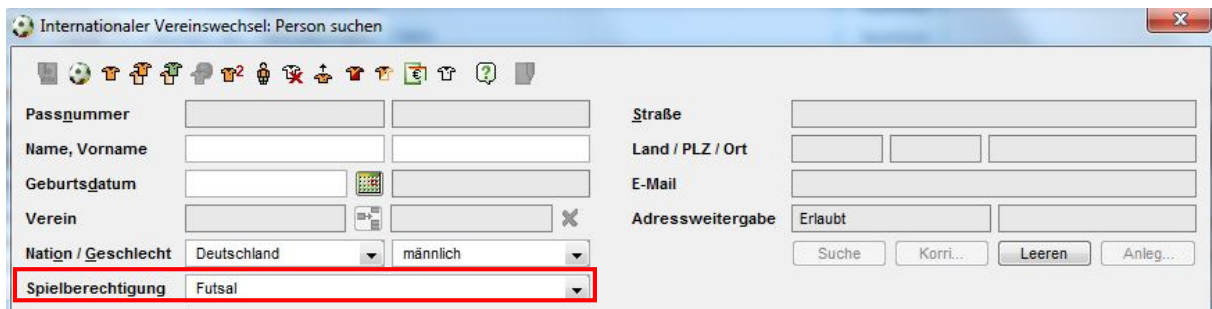 Internationaler Vereinswechsel: Person suchen
Passnummer
Straße
Name, Vorname
Land / PLZ / Ort
Geburtsdatum
E-Mail
Verein
Adressweitergabe Erlaubt
Nation / Geschlecht Deutschland männlich
Suche Korri... Leeren Anleg...
Spielberechtigung Futsal